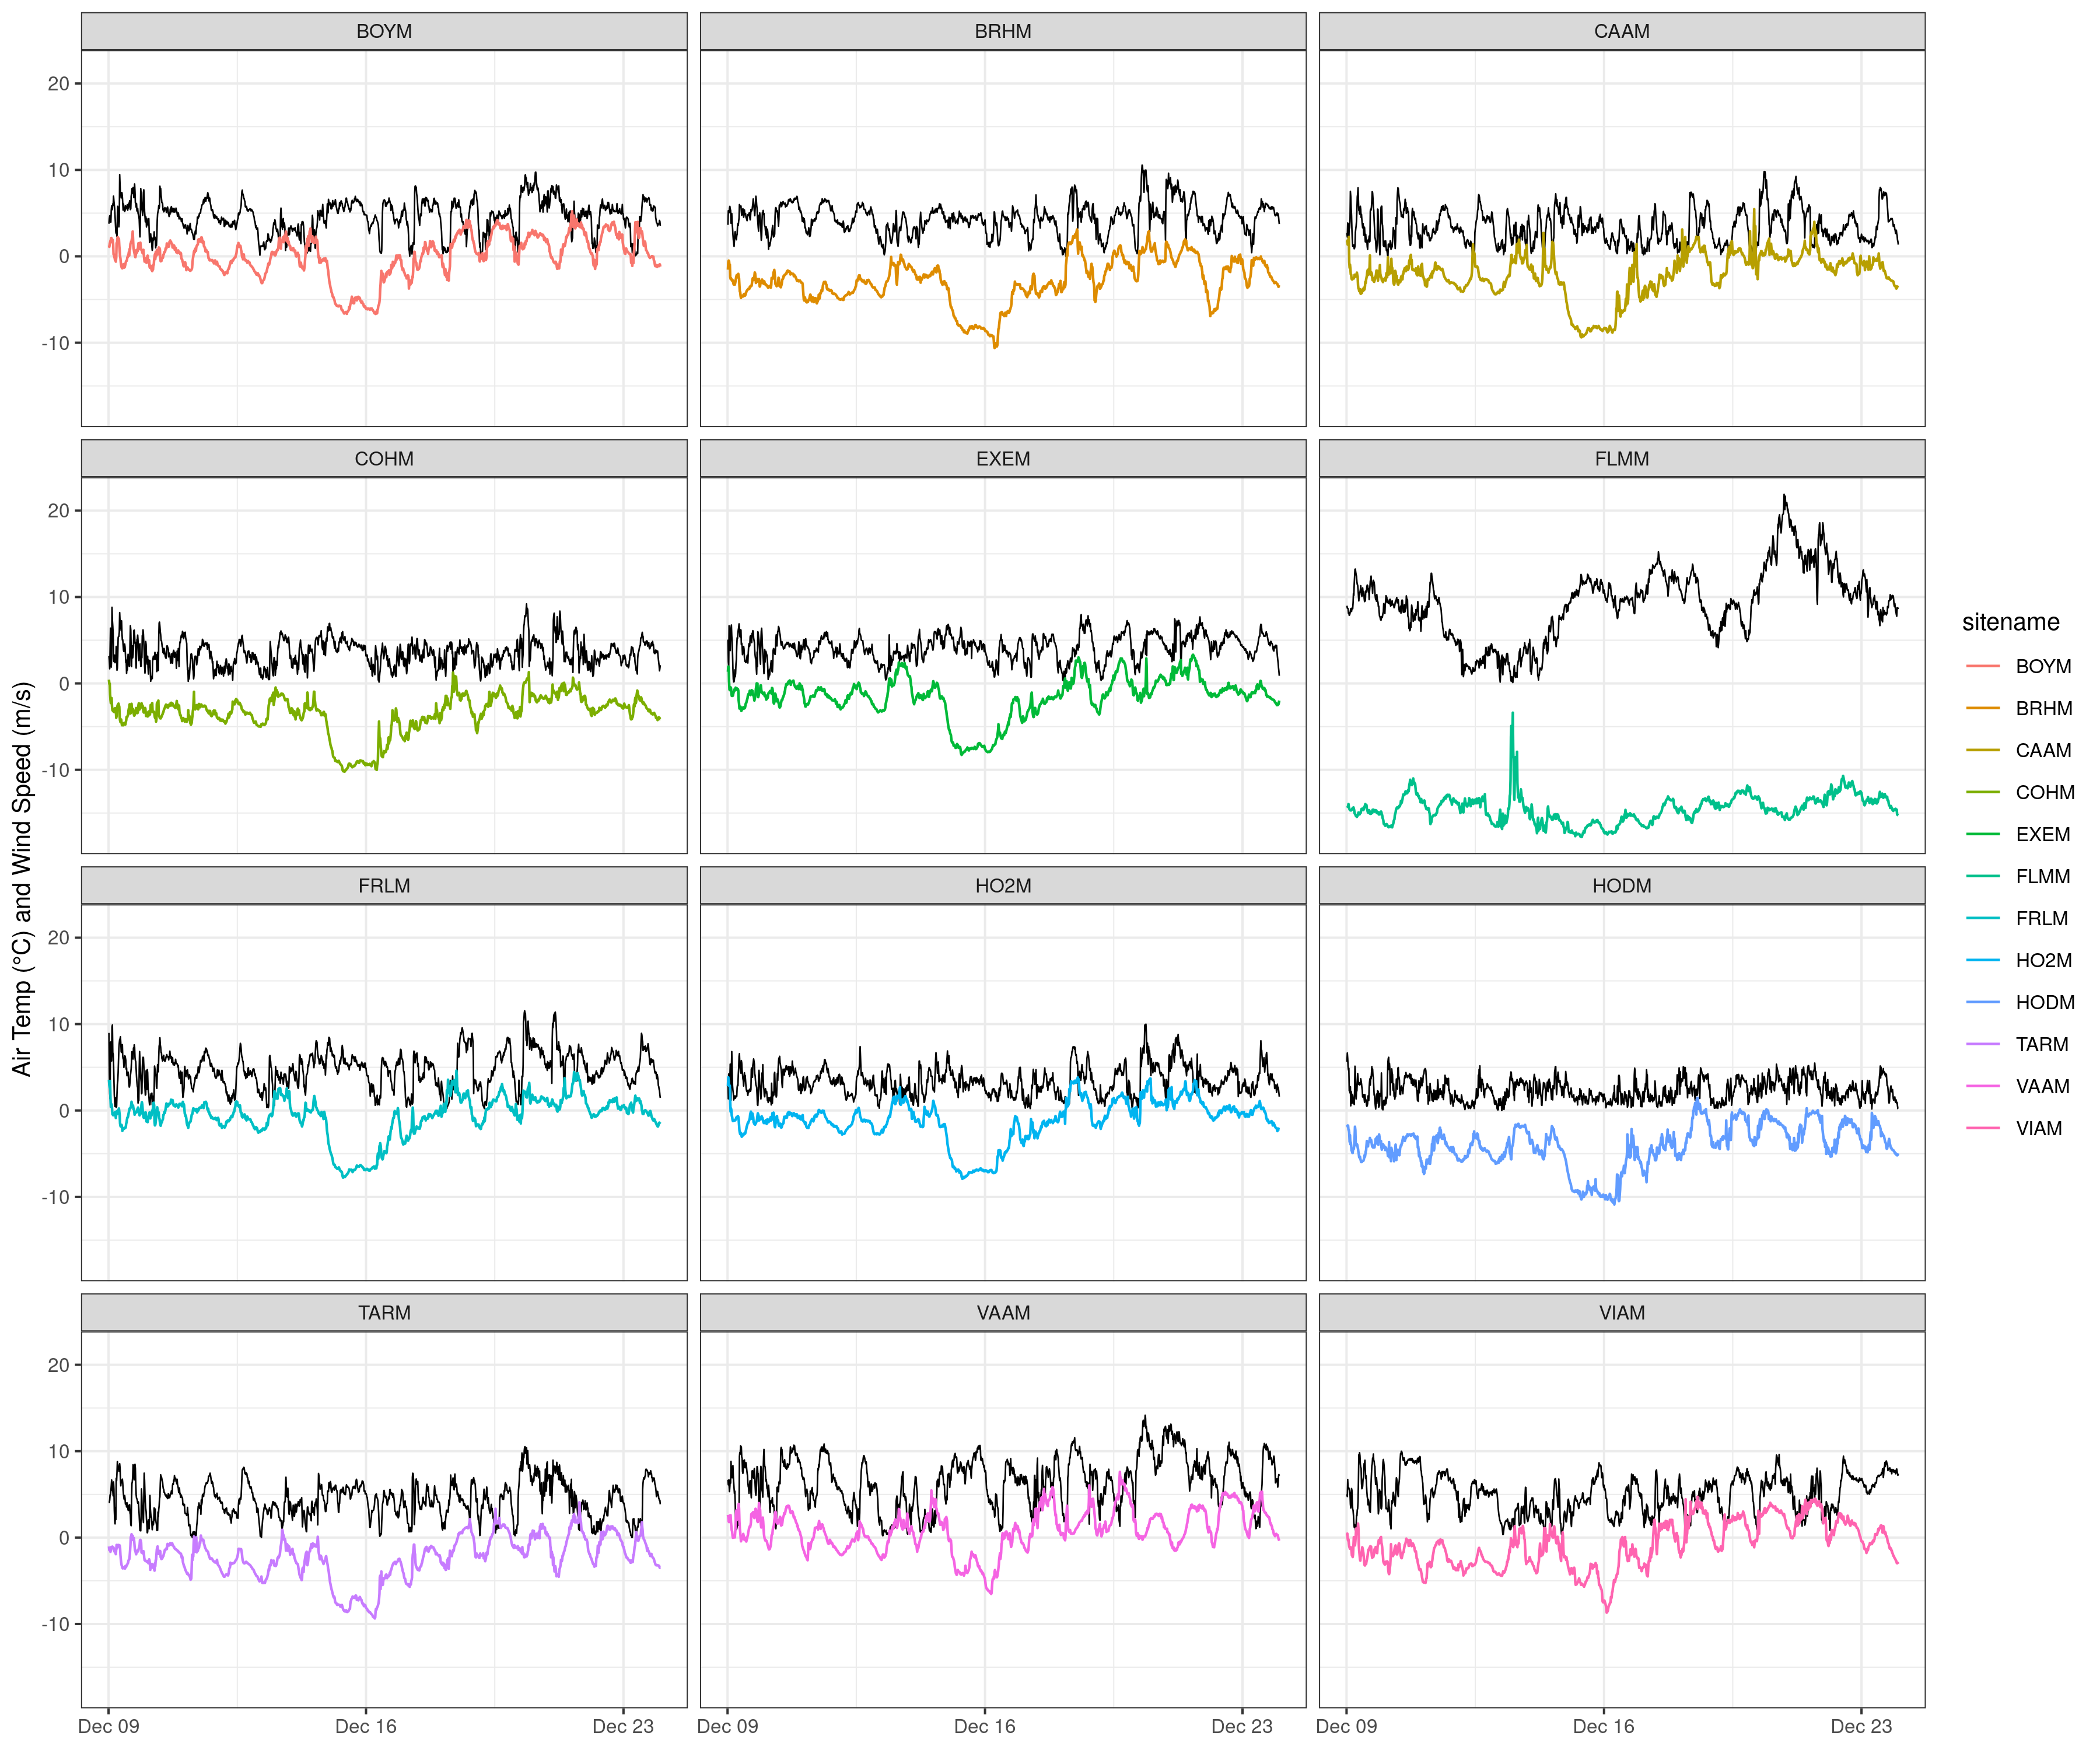 BOYM BRHM CAAM
20
10
0
-10
COHM EXEM FLMM
20
10
0
-10
FRLM HO2M HODM
20
10
0
-10
TARM VAAM VIAM
20
10
0
-10
Dec 09 Dec 16 Dec 23 Dec 09 Dec 16 Dec 23 Dec 09 Dec 16 Dec 23
Air Temp (°C) and Wind Speed (m/s)
sitename
BOYM
BRHM
CAAM
COHM
EXEM
FLMM
FRLM
HO2M
HODM
TARM
VAAM
VIAM